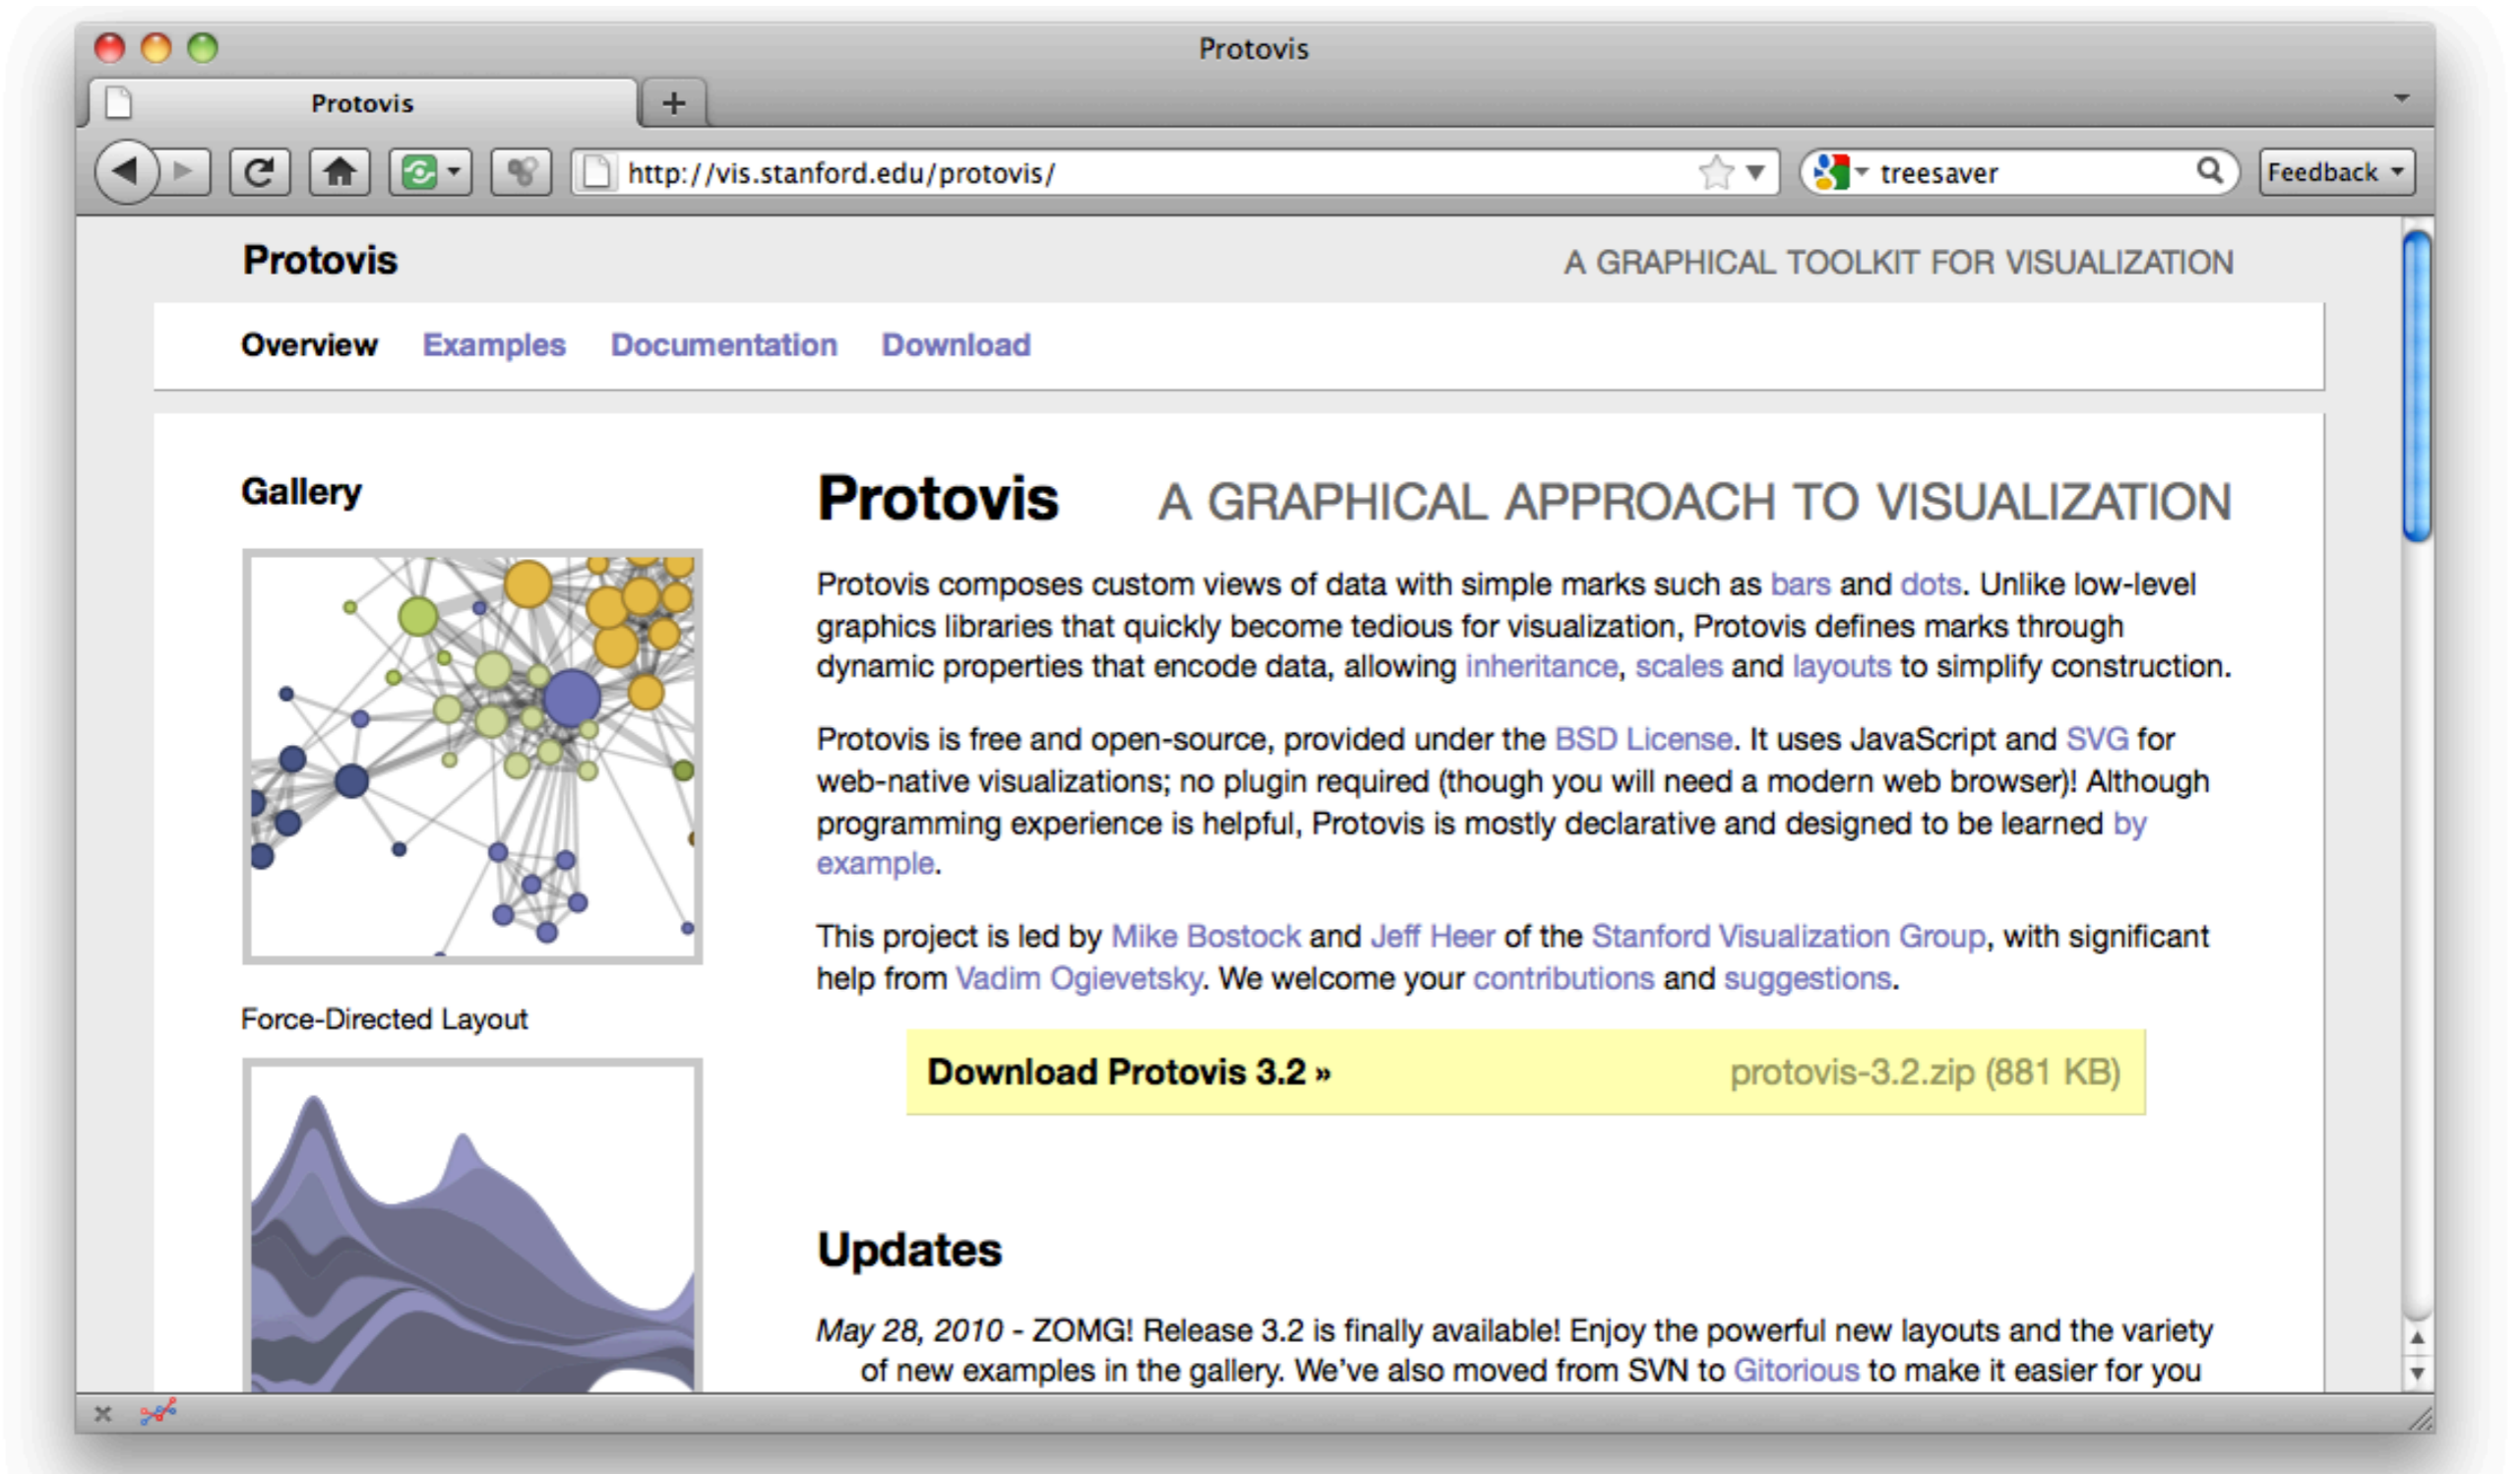 Protovis
Protovis
http://vis.stanford.edu/protovis/
treesaver
Feedback
Protovis
A GRAPHICAL TOOLKIT FOR VISUALIZATION
Overview Examples Documentation Download
Gallery
Force-Directed Layout
Protovis A GRAPHICAL APPROACH TO VISUALIZATION
Protovis composes custom views of data with simple marks such as bars and dots. Unlike low-level
graphics libraries that quickly become tedious for visualization, Protovis defines marks through
dynamic properties that encode data, allowing inheritance, scales and layouts to simplify construction.
Protovis is free and open-source, provided under the BSD License. It uses JavaScript and SVG for
web-native visualizations; no plugin required (though you will need a modern web browser)! Although
programming experience is helpful, Protovis is mostly declarative and designed to be learned by
example.
This project is led by Mike Bostock and Jeff Heer of the Stanford Visualization Group, with significant
help from Vadim Ogievetsky. We welcome your contributions and suggestions.
Download Protovis 3.2 » protovis-3.2.zip (881 KB)
Updates
May 28, 2010 - ZOMG! Release 3.2 is finally available! Enjoy the powerful new layouts and the variety
of new examples in the gallery. We've also moved from SVN to Gitorious to make it easier for you